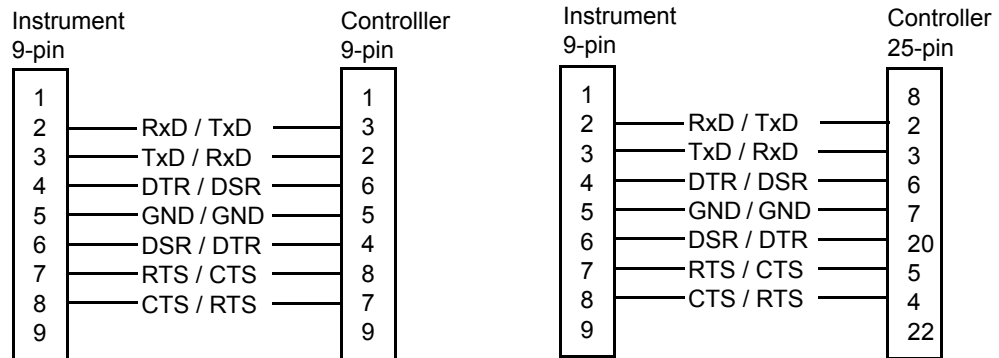 Instrument
9-pin
Controlller
9-pin
1 1
2 RxD / TxD 3
3 TxD / RxD 2
4 DTR / DSR 6
5 GND / GND 5
6 DSR / DTR 4
7 RTS / CTS 8
8 CTS / RTS 7
9 9
Instrument
9-pin
Controller
25-pin
1 8
2 RxD / TxD 2
3 TxD / RxD 3
4 DTR / DSR 6
5 GND / GND 7
6 DSR / DTR 20
7 RTS / CTS 5
8 CTS / RTS 4
9 22